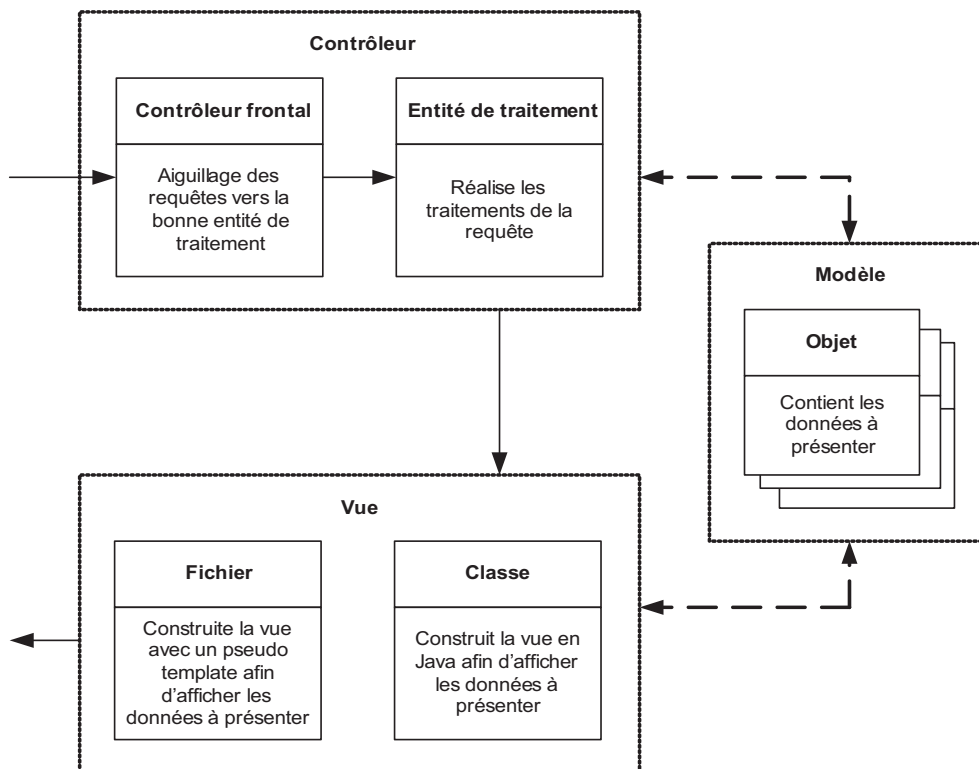 Contrôleur
Contrôleur frontal
Aiguillage des
requêtes vers la
bonne entité de
traitement
Entité de traitement
Réalise les
traitements de la
requête
Modèle
Objet
Contient les
données à
présenter
Vue
Fichier
Construite la vue
avec un pseudo
template afin
d’afficher les
données à présenter
Classe
Construit la vue en
Java afin d’afficher
les données à
présenter